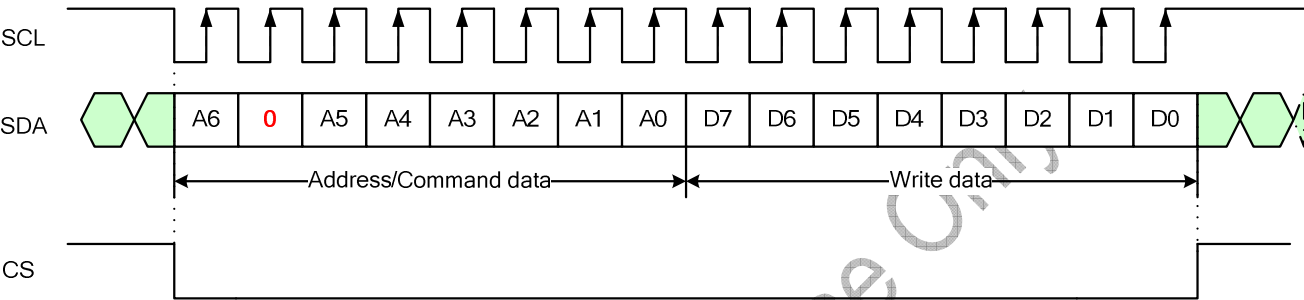 SCL
SDA A6 0 A5 A4 A3 A2 A1 A0 D7 D6 D5 D4 D3 D2 D1 D0
Address/Command data Write data
CS